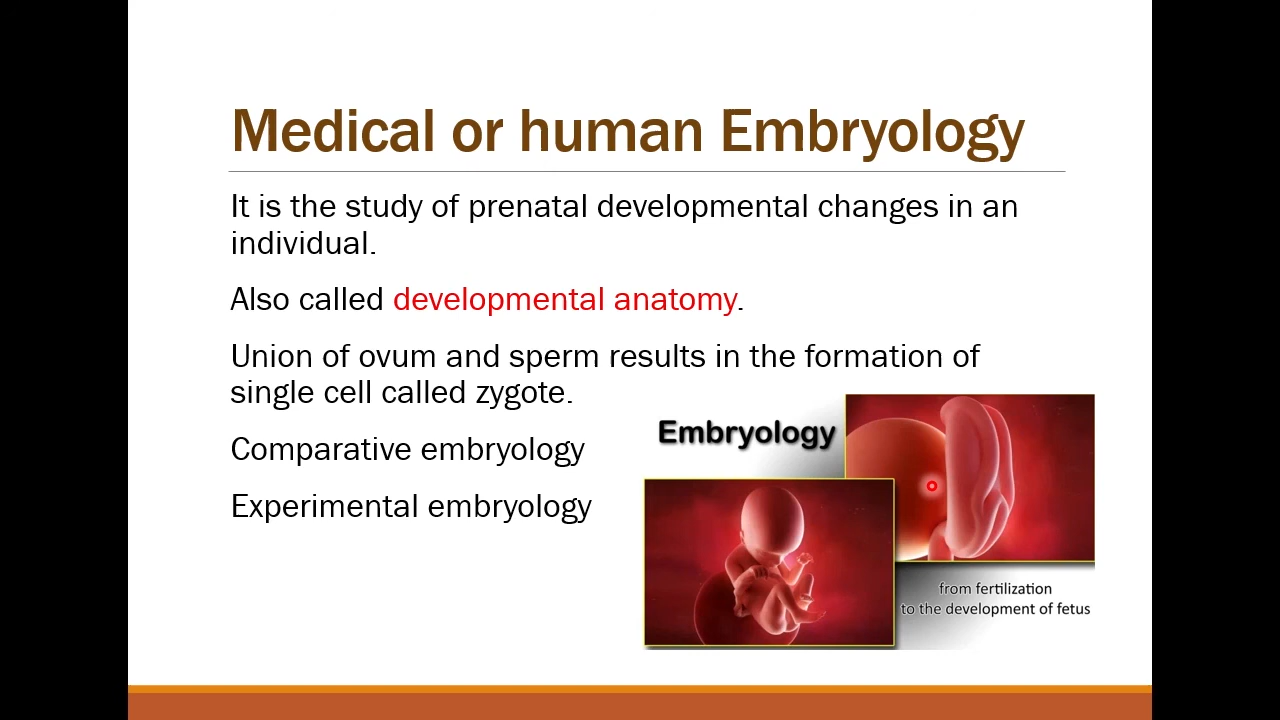 Medical or human Embryology
It is the study of prenatal developmental changes in an
individual.
Also called developmental anatomy.
Union of ovum and sperm results in the formation of
single cell called zygote.
Comparative embryology
Experimental embryology
Embryology
from fertilization
to the development of fetus